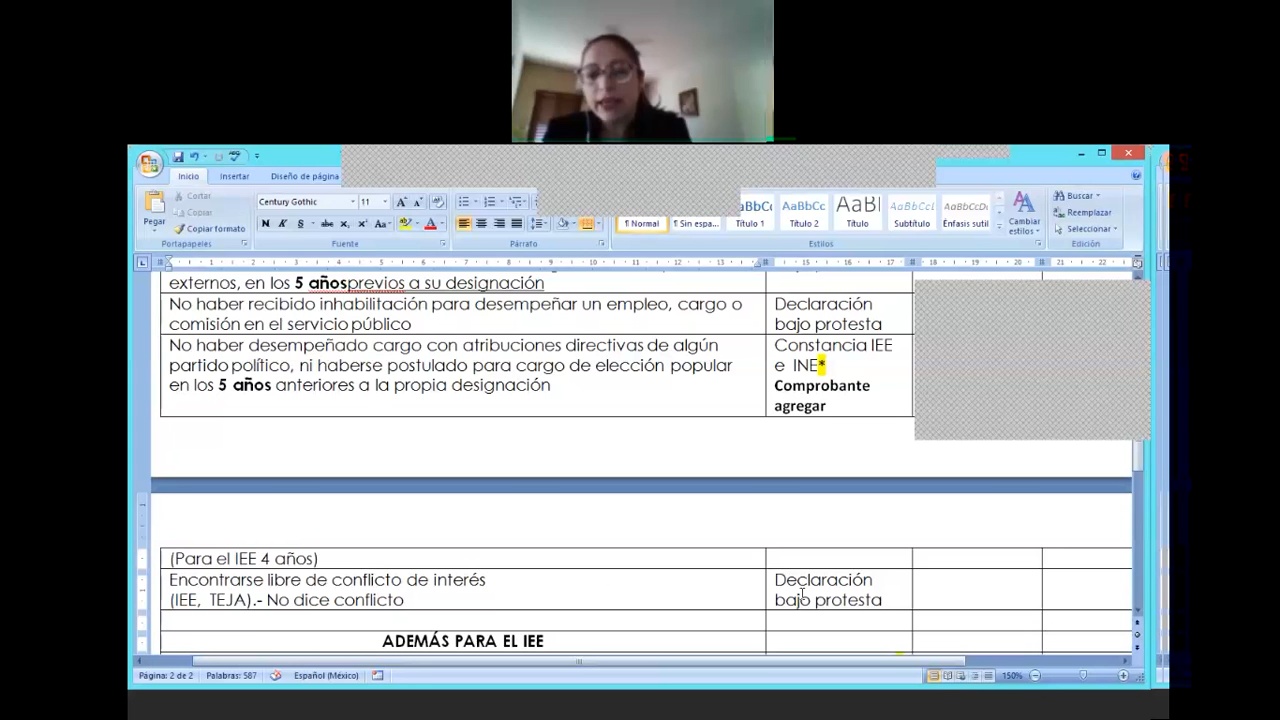 Inicio
Insertar
Diseño de página
Pegar
Cortar
Copiar
Copiar formato
Portapapeles
Century Gothic
11
Fuente
Párrafo
¶ Normal
¶ Sin espa...
AaBbCc
Título 1
AaBbCc
Título 2
AaBl
Título
AaBbCcl
Subtítulo
AaBbCcDc
Énfasis sutil
Estilos
Cambiar
estilos
Buscar
Reemplazar
Seleccionar
Edición
externos, en los 5 añosprevios a su designación
No haber recibido inhabilitación para desempeñar un empleo, cargo o
comisión en el servicio público
Declaración
bajo protesta
No haber desempeñado cargo con atribuciones directivas de algún
partido político, ni haberse postulado para cargo de elección popular
en los 5 años anteriores a la propia designación
Constancia IEE
e INE*
Comprobante
agregar
(Para el IEE 4 años)
Encontrarse libre de conflicto de interés
(IEE, TEJA).- No dice conflicto
Declaración
bajo protesta
ADEMÁS PARA EL IEE
Página: 2 de 2
Palabras: 587
Español (México)
150%